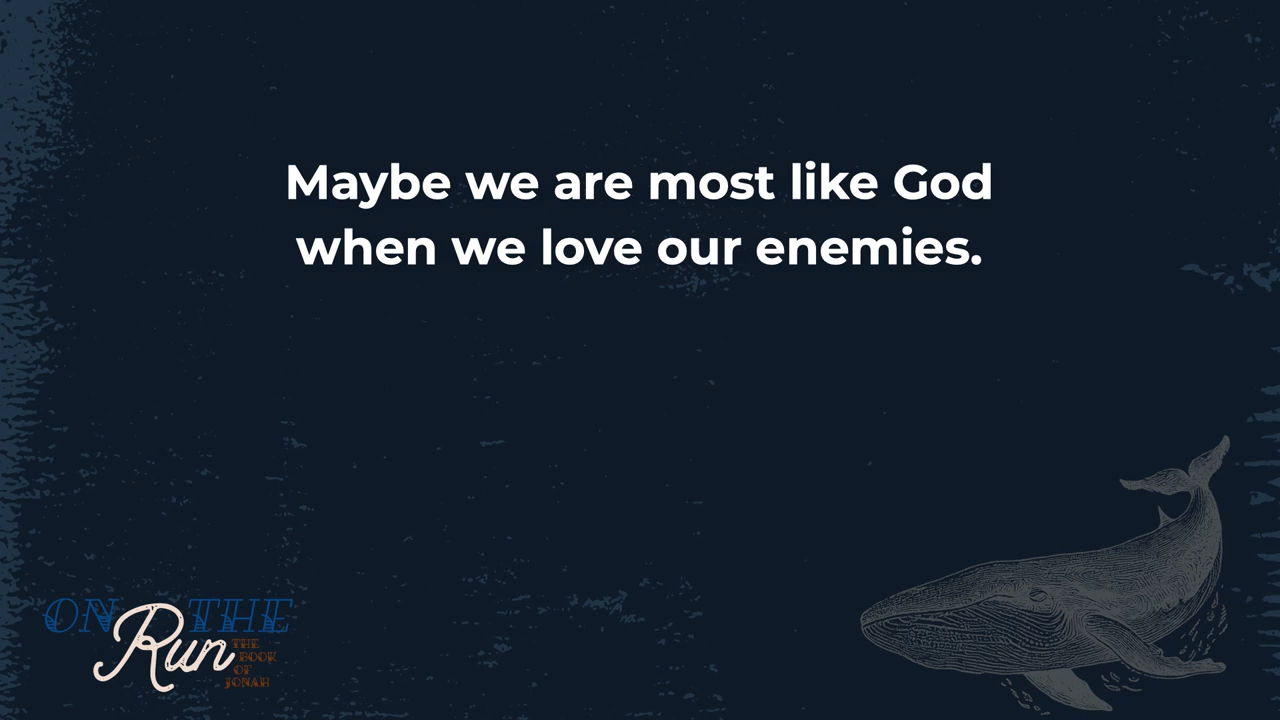 Maybe we are most like God
when we love our enemies.
ON THE
Run
THE
BOOK
OF
JONAH